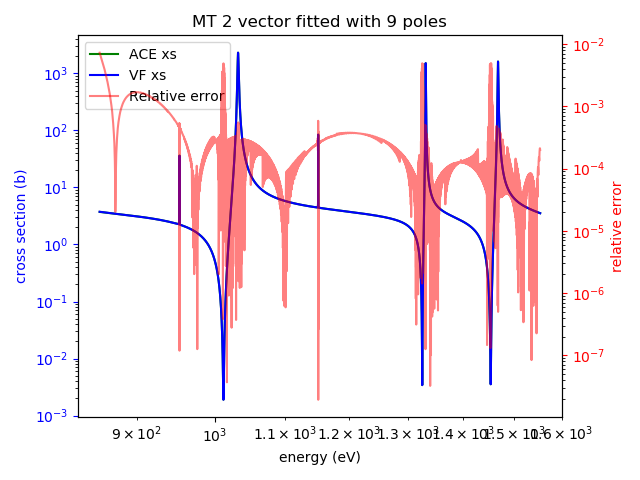 MT 2 vector fitted with 9 poles
ACE xs
VF xs
Relative error
cross section (b)
10³
10²
10¹
10⁰
10⁻¹
10⁻²
10⁻³
10⁻²
10⁻³
10⁻⁴
10⁻⁵
10⁻⁶
10⁻⁷
relative error
9 × 10² 10³ 1.1 × 10³ 1.2 × 10³ 1.3 × 10³ 1.4 × 10³ 1.5 × 10³ 1.6 × 10³
energy (eV)